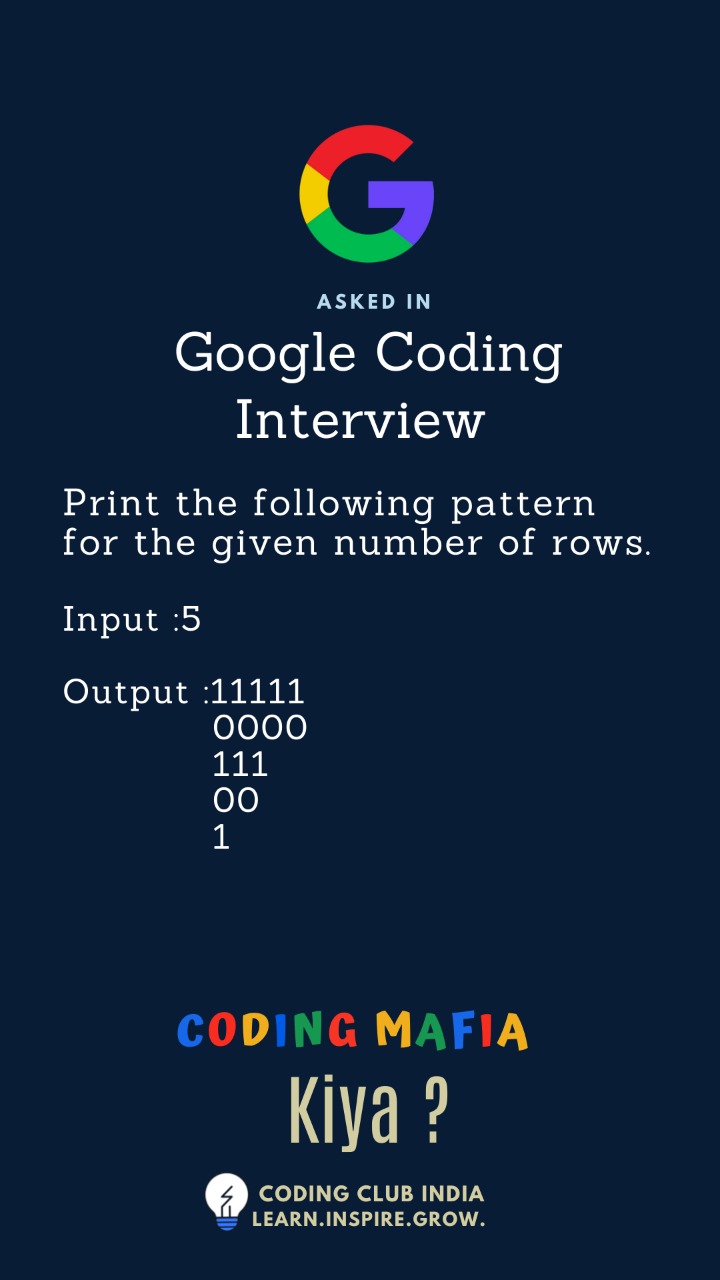 ASKED IN
Google Coding
Interview
Print the following pattern
for the given number of rows.
Input :5
Output :11111
0000
111
00
1
CODING MAFIA
Kiya ?
CODING CLUB INDIA
LEARN.INSPIRE.GROW.